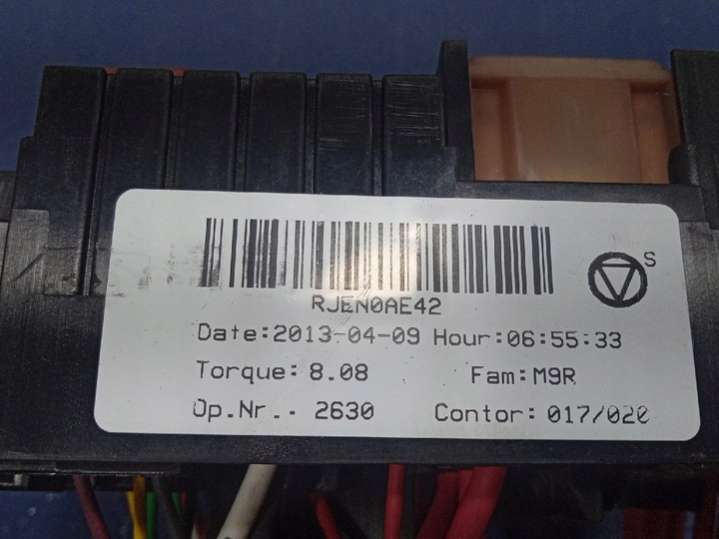 S
RJEN0AE42
Date:2013-04-09 Hour:06:55:33
Torque: 8.08 Fam:M9R
Op.Nr.. 2630 Contor: 017/020